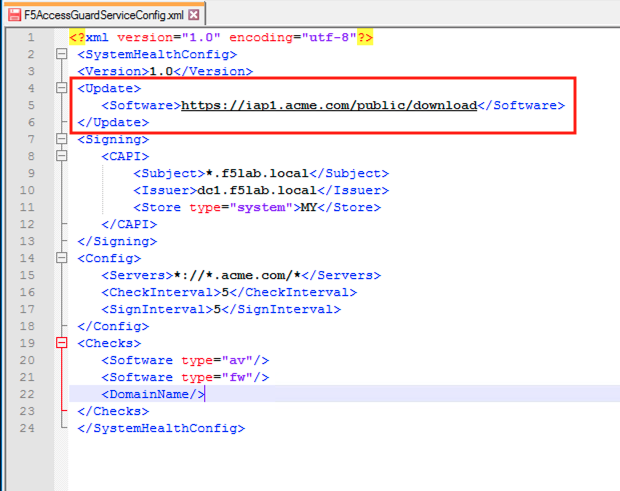 F5AccessGuardServiceConfig.xml
1 <?xml version="1.0" encoding="utf-8"?>
2 <SystemHealthConfig>
3 <Version>1.0</Version>
4 <Update>
5 <Software>https://iap1.acme.com/public/download</Software>
6 </Update>
7 <Signing>
8 <CAPI>
9 <Subject>*.f5lab.local</Subject>
10 <Issuer>dc1.f5lab.local</Issuer>
11 <Store type="system">MY</Store>
12 </CAPI>
13 </Signing>
14 <Config>
15 <Servers>*://*.acme.com/*</Servers>
16 <CheckInterval>5</CheckInterval>
17 <SignInterval>5</SignInterval>
18 </Config>
19 <Checks>
20 <Software type="av"/>
21 <Software type="fw"/>
22 <DomainName/>
23 </Checks>
24 </SystemHealthConfig>